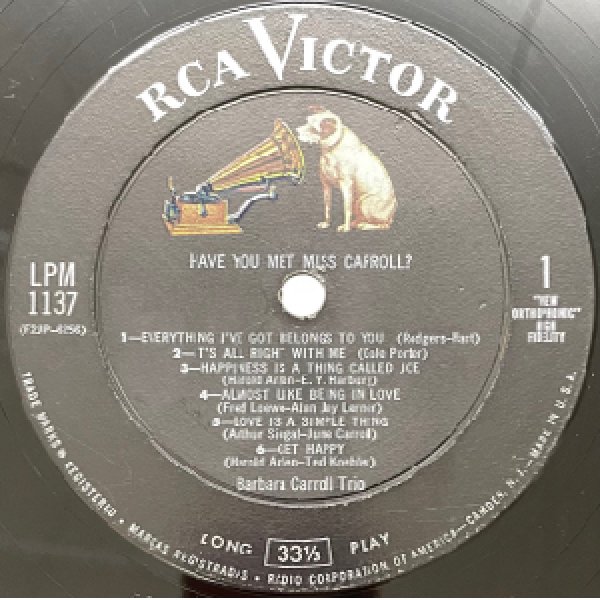 RCA VICTOR
HAVE YOU MET MISS CARROLL?
LPM
1137
(F2JP-6256)
1
"NEW
ORTHOPHONIC"
HIGH
FIDELITY
1—EVERYTHING I'VE GOT BELONGS TO YOU (Rodgers-Hart)
2—IT'S ALL RIGHT WITH ME (Cole Porter)
3—HAPPINESS IS A THING CALLED JOE
(Harold Arlen-E. Y. Harburg)
4—ALMOST LIKE BEING IN LOVE
(Fred Loewe-Alan Jay Lerner)
5—LOVE IS A SIMPLE THING
(Arthur Siegel-June Carroll)
6—GET HAPPY
(Harold Arlen-Ted Koehler)
Barbara Carroll Trio
LONG 33⅓ PLAY
TRADE MARKS ® REGISTERED • MARCAS REGISTRADAS • RADIO CORPORATION OF AMERICA—CAMDEN, N.J.—MADE IN U.S.A.